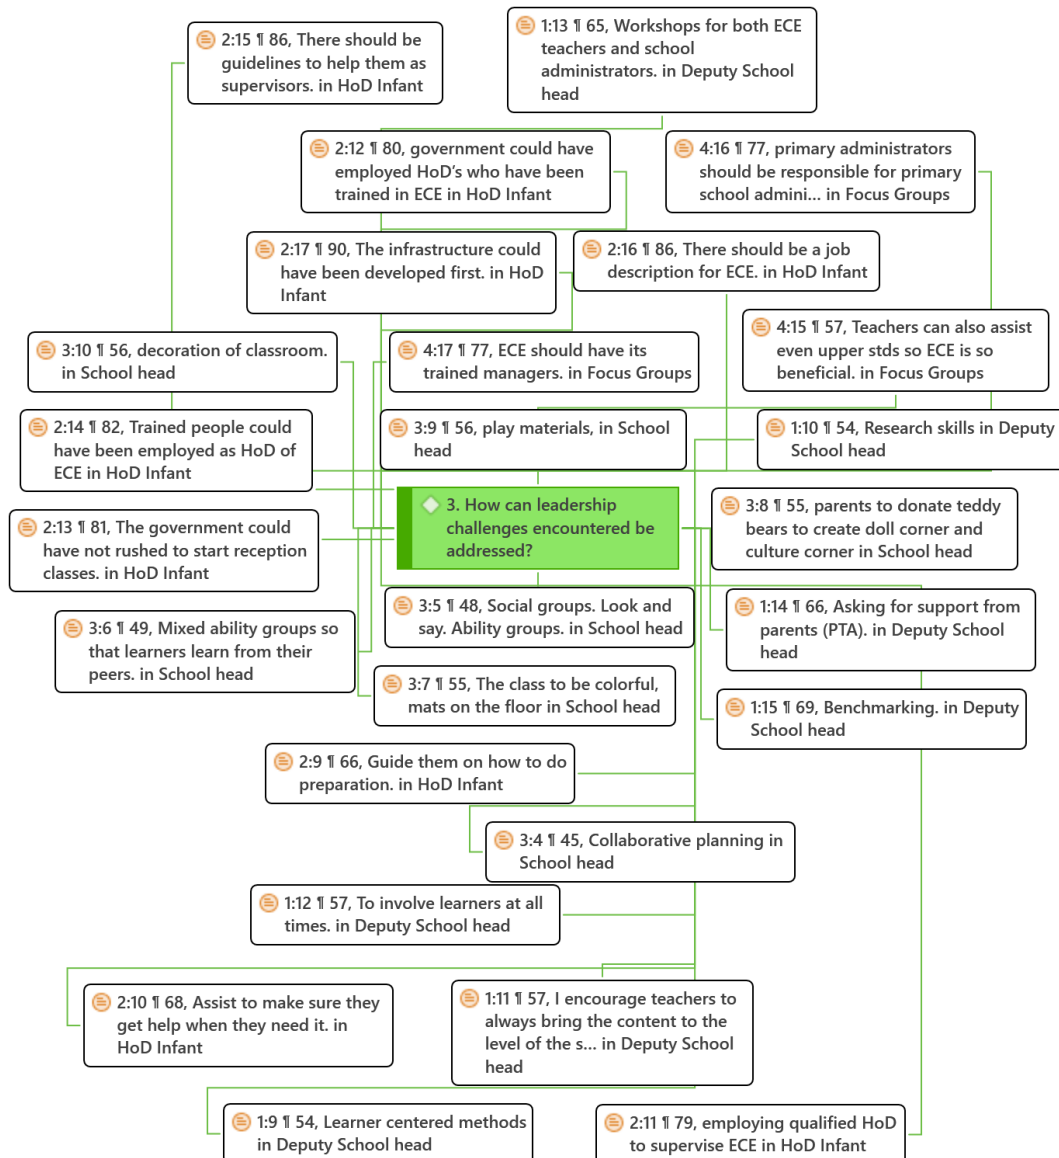 2:15 ¶ 86, There should be
guidelines to help them as
supervisors. in HoD Infant
1:13 ¶ 65, Workshops for both ECE
teachers and school
administrators. in Deputy School
head
2:12 ¶ 80, government could have
employed HoD's who have been
trained in ECE in HoD Infant
4:16 ¶ 77, primary administrators
should be responsible for primary
school admini... in Focus Groups
2:17 ¶ 90, The infrastructure could
have been developed first. in HoD
Infant
2:16 ¶ 86, There should be a job
description for ECE. in HoD Infant
3:10 ¶ 56, decoration of classroom.
in School head
4:17 ¶ 77, ECE should have its
trained managers. in Focus Groups
4:15 ¶ 57, Teachers can also assist
even upper stds so ECE is so
beneficial. in Focus Groups
2:14 ¶ 82, Trained people could
have been employed as HoD of
ECE in HoD Infant
3:9 ¶ 56, play materials, in School
head
1:10 ¶ 54, Research skills in Deputy
School head
3. How can leadership
challenges encountered be
addressed?
3:8 ¶ 55, parents to donate teddy
bears to create doll corner and
culture corner in School head
2:13 ¶ 81, The government could
have not rushed to start reception
classes. in HoD Infant
3:5 ¶ 48, Social groups. Look and
say. Ability groups. in School head
1:14 ¶ 66, Asking for support from
parents (PTA). in Deputy School
head
3:6 ¶ 49, Mixed ability groups so
that learners learn from their
peers. in School head
3:7 ¶ 55, The class to be colorful,
mats on the floor in School head
1:15 ¶ 69, Benchmarking. in Deputy
School head
2:9 ¶ 66, Guide them on how to do
preparation. in HoD Infant
3:4 ¶ 45, Collaborative planning in
School head
1:12 ¶ 57, To involve learners at all
times. in Deputy School head
2:10 ¶ 68, Assist to make sure they
get help when they need it. in
HoD Infant
1:11 ¶ 57, I encourage teachers to
always bring the content to the
level of the s... in Deputy School
head
1:9 ¶ 54, Learner centered methods
in Deputy School head
2:11 ¶ 79, employing qualified HoD
to supervise ECE in HoD Infant